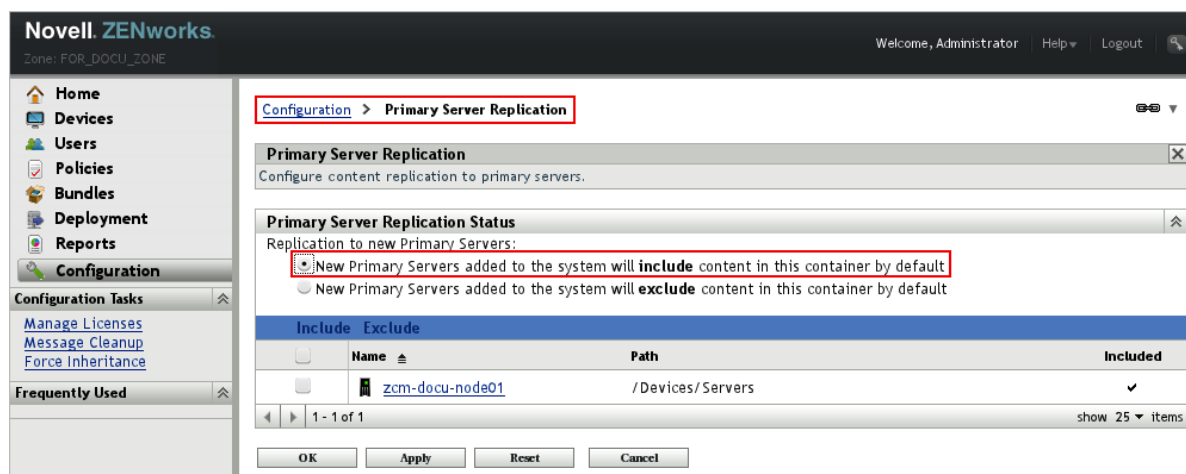 Novell. ZENworks.
Zone: FOR_DOCU_ZONE
Welcome, Administrator Help Logout
Home
Devices
Users
Policies
Bundles
Deployment
Reports
Configuration
Configuration Tasks
Manage Licenses
Message Cleanup
Force Inheritance
Frequently Used
Configuration > Primary Server Replication
Primary Server Replication
Configure content replication to primary servers.
Primary Server Replication Status
Replication to new Primary Servers:
New Primary Servers added to the system will include content in this container by default
New Primary Servers added to the system will exclude content in this container by default
Include Exclude
Name Path Included
zcm-docu-node01 /Devices/Servers
1 - 1 of 1 show 25 items
OK Apply Reset Cancel